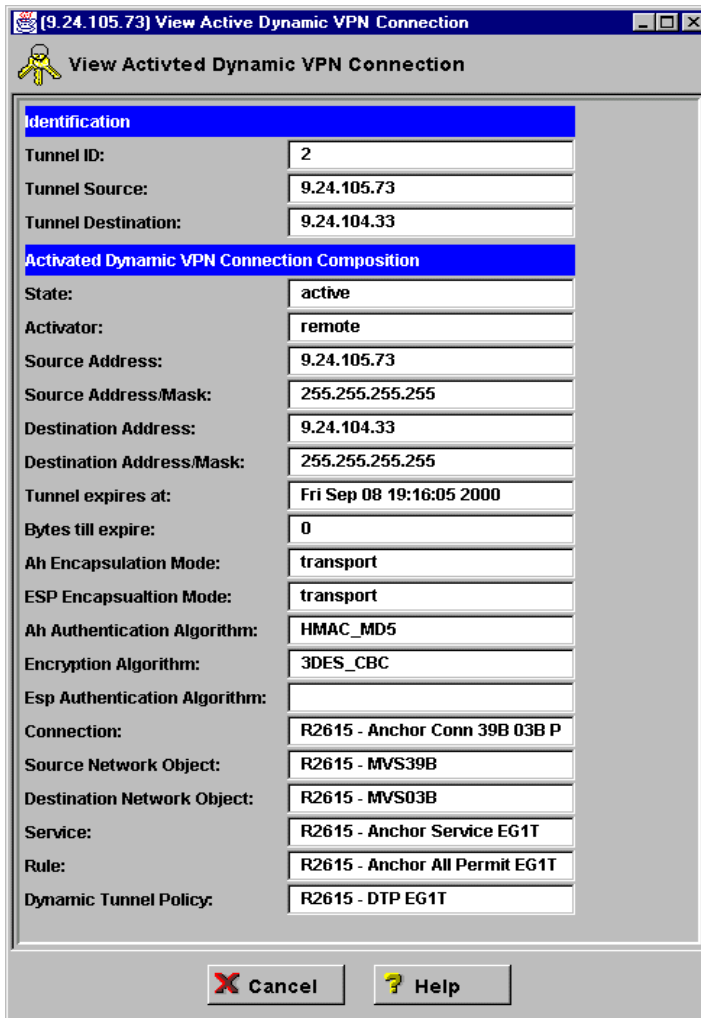 (9.24.105.73) View Active Dynamic VPN Connection
View Activted Dynamic VPN Connection
Identification
Tunnel ID: 2
Tunnel Source: 9.24.105.73
Tunnel Destination: 9.24.104.33
Activated Dynamic VPN Connection Composition
State: active
Activator: remote
Source Address: 9.24.105.73
Source Address/Mask: 255.255.255.255
Destination Address: 9.24.104.33
Destination Address/Mask: 255.255.255.255
Tunnel expires at: Fri Sep 08 19:16:05 2000
Bytes till expire: 0
Ah Encapsulation Mode: transport
ESP Encapsualtion Mode: transport
Ah Authentication Algorithm: HMAC_MD5
Encryption Algorithm: 3DES_CBC
Esp Authentication Algorithm:
Connection: R2615 - Anchor Conn 39B 03B P
Source Network Object: R2615 - MVS39B
Destination Network Object: R2615 - MVS03B
Service: R2615 - Anchor Service EG1T
Rule: R2615 - Anchor All Permit EG1T
Dynamic Tunnel Policy: R2615 - DTP EG1T
Cancel ? Help